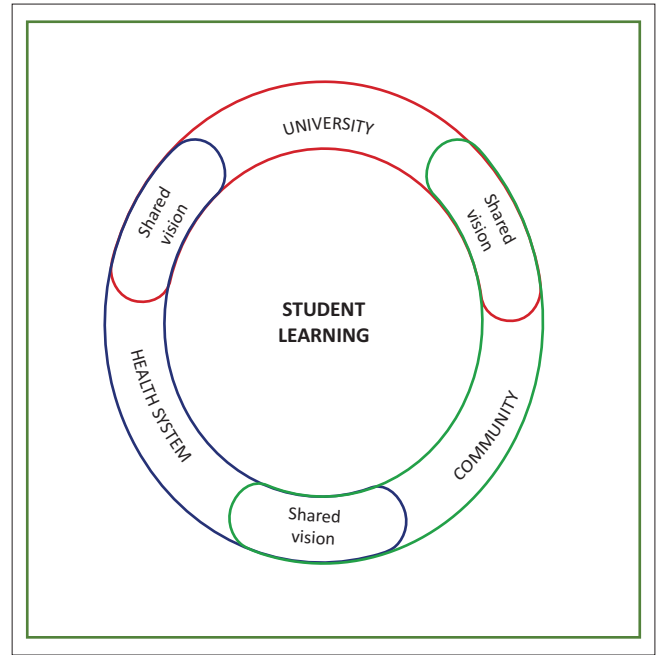 UNIVERSITY
Shared
vision
Shared
vision
STUDENT
LEARNING
HEALTH SYSTEM
COMMUNITY
Shared
vision